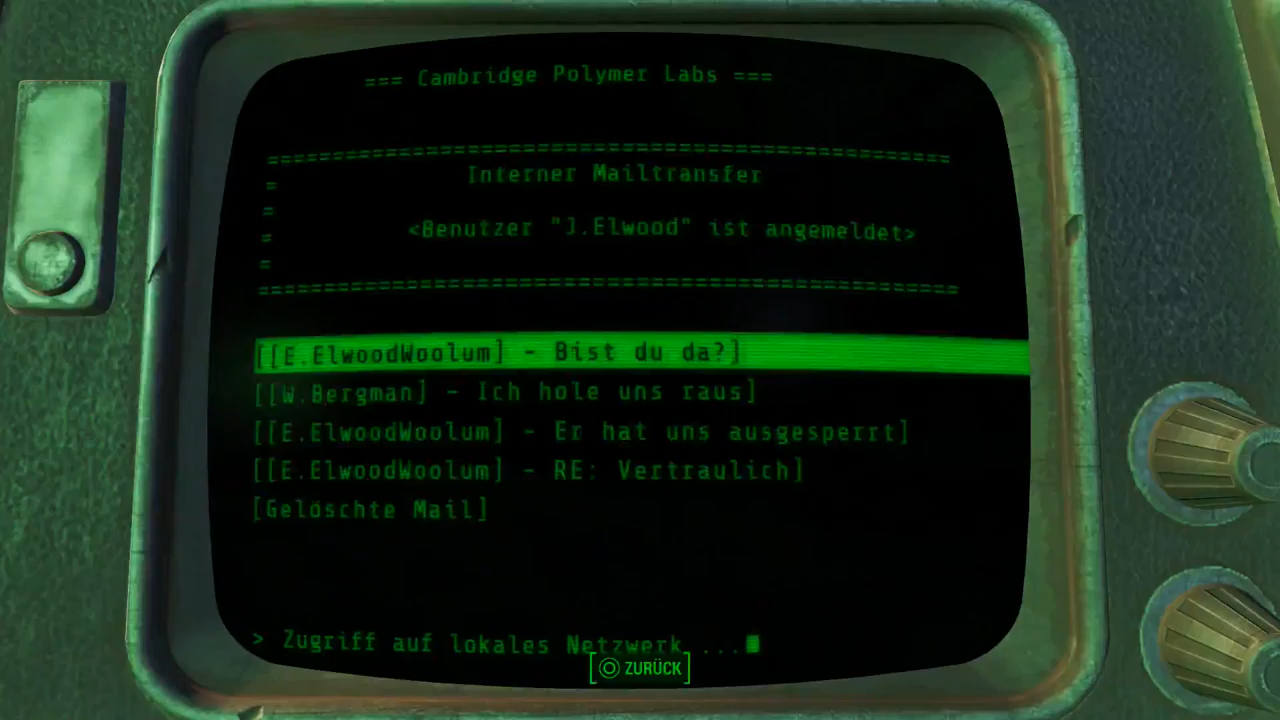 === Cambridge Polymer Labs ===
=====================================================
= Interner Mailtransfer
=
= <Benutzer "J.Elwood" ist angemeldet>
=
======================================================
[[E.ElwoodWoolum] - Bist du da?]
[[W.Bergman] - Ich hole uns raus]
[[E.ElwoodWoolum] - Er hat uns ausgesperrt]
[[E.ElwoodWoolum] - RE: Vertraulich]
[Gelöschte Mail]
> Zugriff auf lokales Netzwerk ....
ZURÜCK